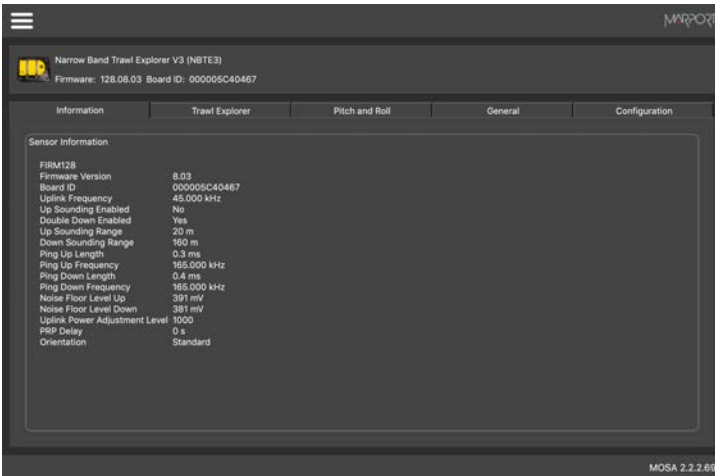 MARPORT
Narrow Band Trawl Explorer V3 (NBTE3)
Firmware: 128.08.03 Board ID: 000005C40467
Information Trawl Explorer Pitch and Roll General Configuration
Sensor Information
FIRM128
Firmware Version 8.03
Board ID 000005C40467
Uplink Frequency 45.000 kHz
Up Sounding Enabled No
Double Down Enabled Yes
Up Sounding Range 20 m
Down Sounding Range 160 m
Ping Up Length 0.3 ms
Ping Up Frequency 165.000 kHz
Ping Down Length 0.4 ms
Ping Down Frequency 165.000 kHz
Noise Floor Level Up 391 mV
Noise Floor Level Down 381 mV
Uplink Power Adjustment Level 1000
PRP Delay 0 s
Orientation Standard
MOSA 2.2.2.69